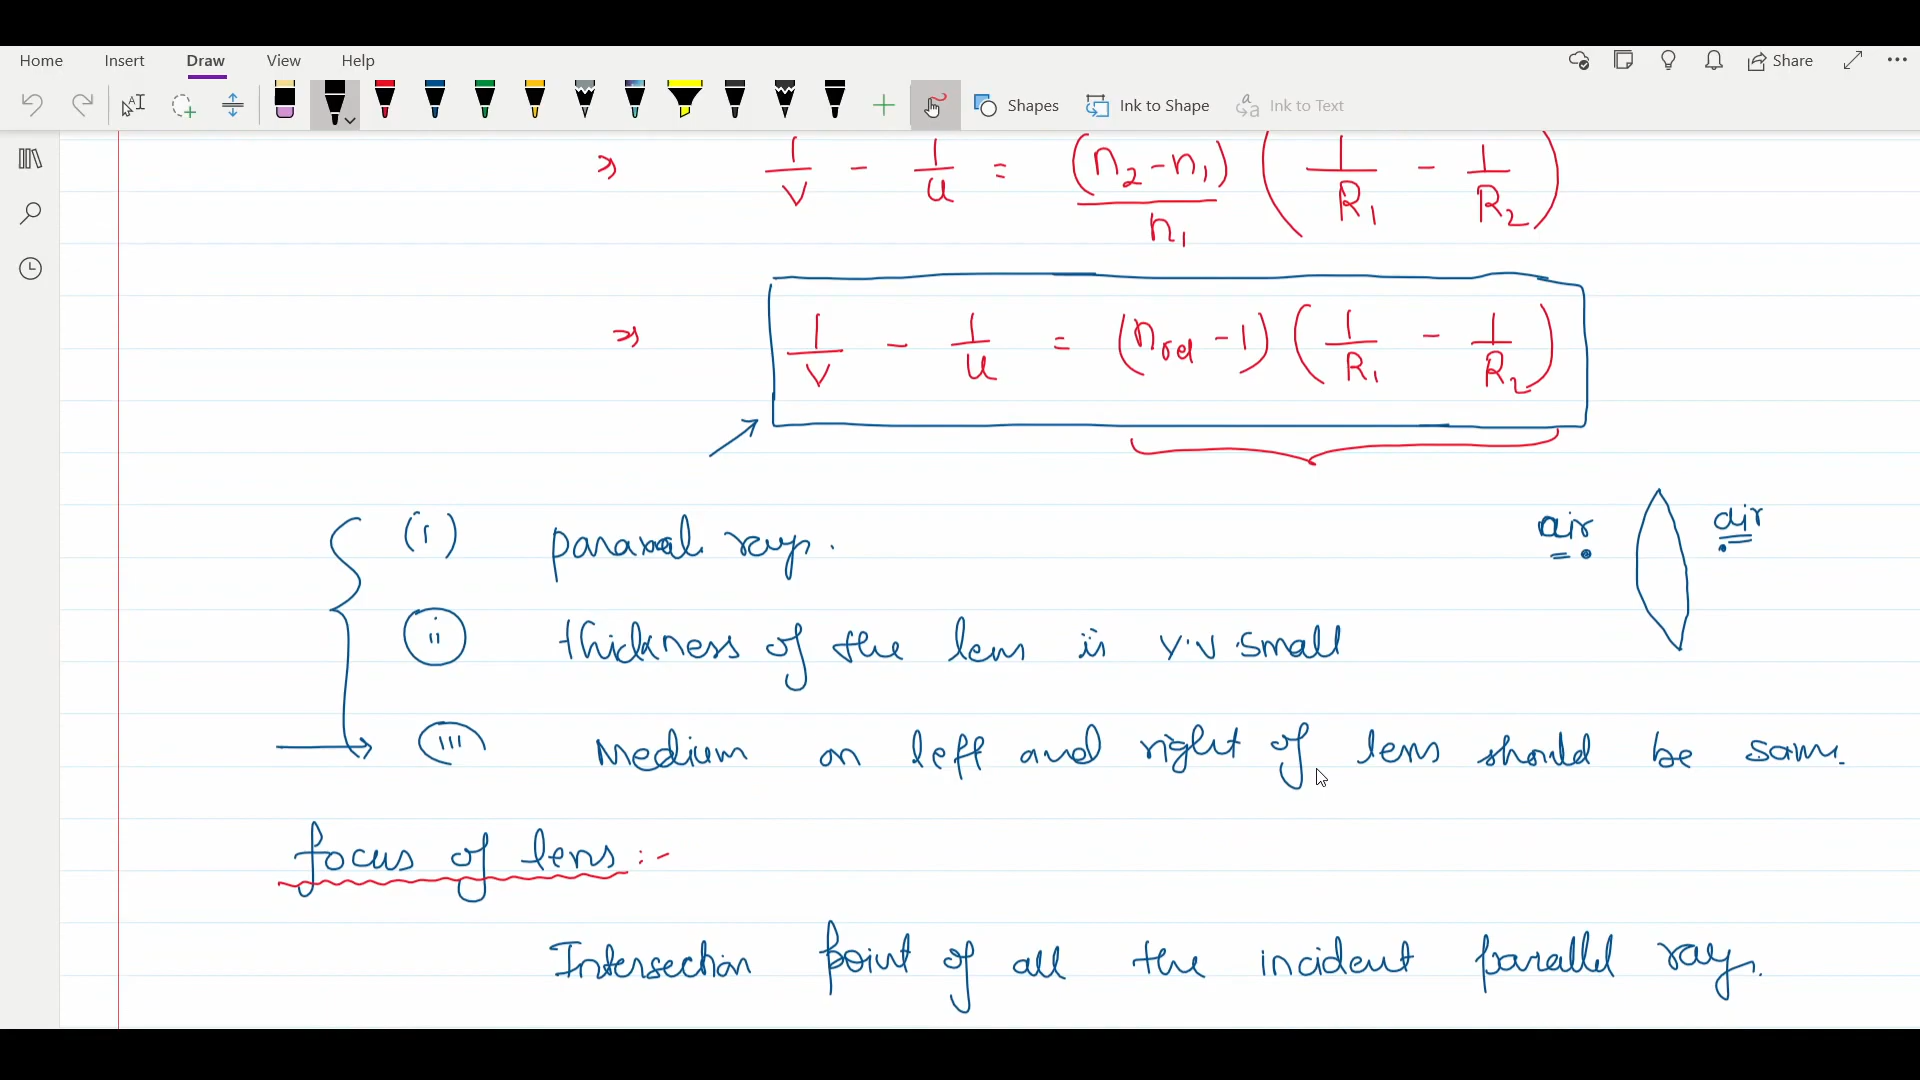 Home Insert Draw View Help Share
Shapes Ink to Shape Ink to Text
⇒ 1/v - 1/u = (n₂-n₁)/n₁ (1/R₁ - 1/R₂)
⇒ 1/v - 1/u = (n_rel - 1) (1/R₁ - 1/R₂)
air air
(i) paraxial rays.
(ii) thickness of the lens is v.v. small
(iii) Medium on left and right of lens should be same.
focus of lens :-
Intersection point of all the incident parallel rays.